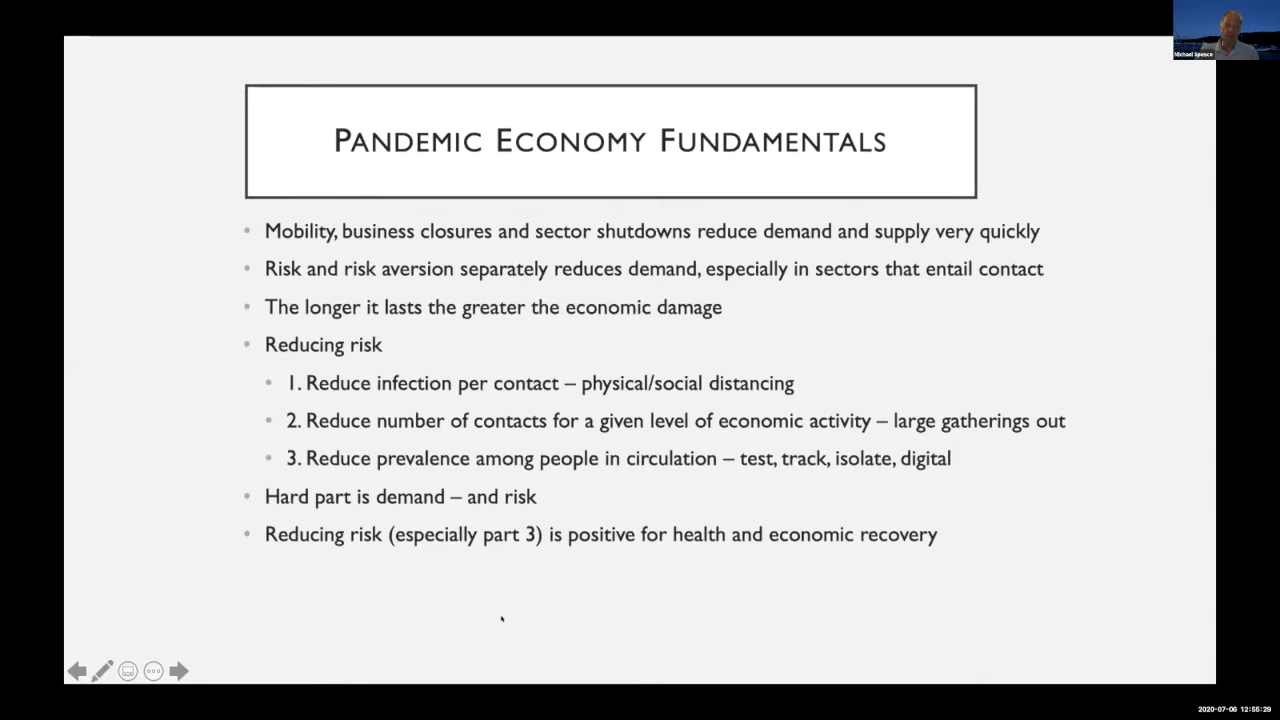 Michael Spence
PANDEMIC ECONOMY FUNDAMENTALS
• Mobility, business closures and sector shutdowns reduce demand and supply very quickly
• Risk and risk aversion separately reduces demand, especially in sectors that entail contact
• The longer it lasts the greater the economic damage
• Reducing risk
• 1. Reduce infection per contact – physical/social distancing
• 2. Reduce number of contacts for a given level of economic activity – large gatherings out
• 3. Reduce prevalence among people in circulation – test, track, isolate, digital
• Hard part is demand – and risk
• Reducing risk (especially part 3) is positive for health and economic recovery
2020-07-06 12:55:29